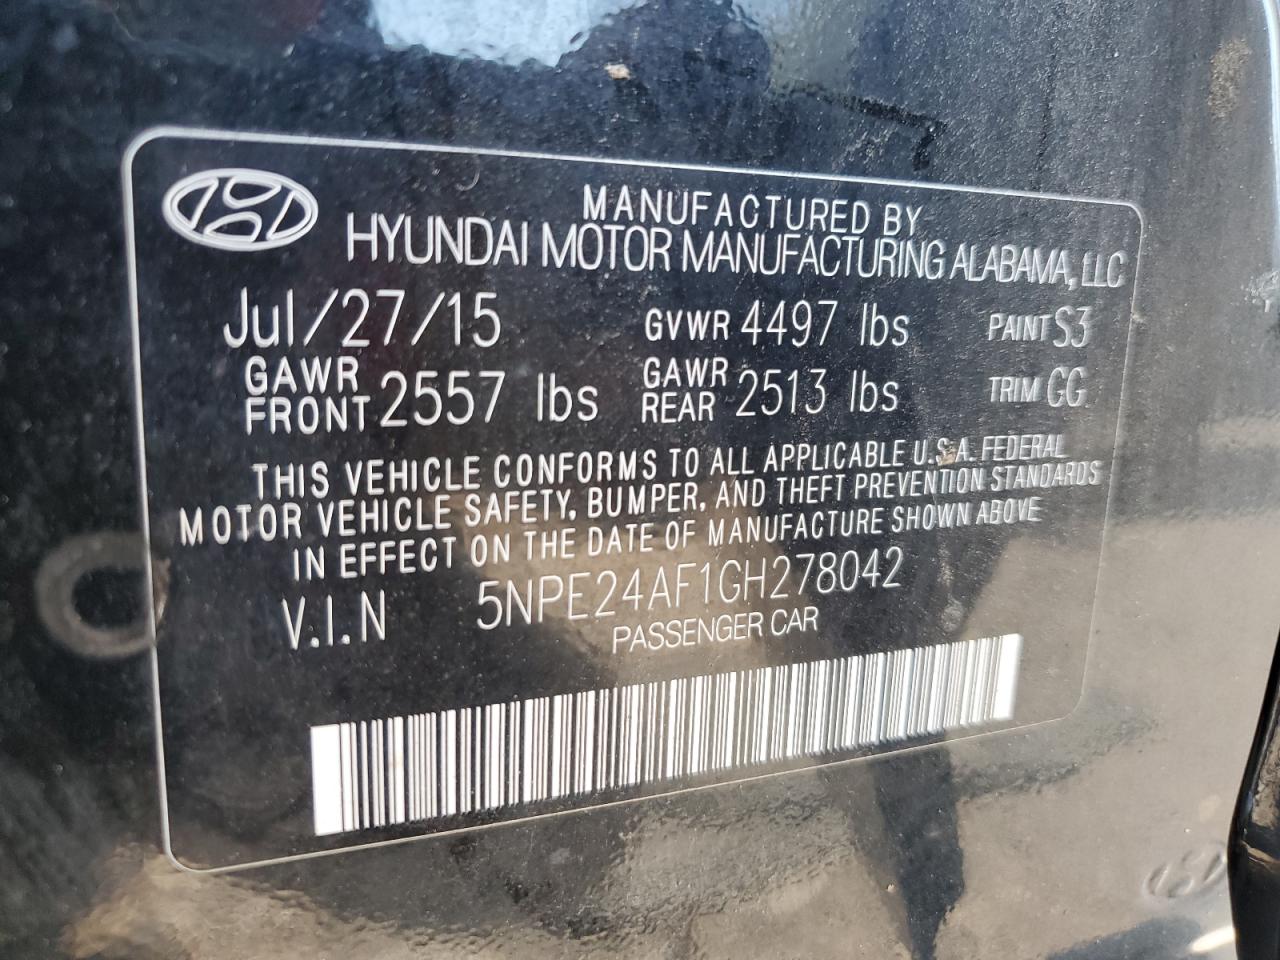 MANUFACTURED BY
HYUNDAI MOTOR MANUFACTURING ALABAMA, LLC
Jul/27/15 GVWR 4497 lbs PAINT S3
GAWR FRONT 2557 lbs GAWR REAR 2513 lbs TRIM GG
THIS VEHICLE CONFORMS TO ALL APPLICABLE U.S.A. FEDERAL
MOTOR VEHICLE SAFETY, BUMPER, AND THEFT PREVENTION STANDARDS
IN EFFECT ON THE DATE OF MANUFACTURE SHOWN ABOVE
V.I.N 5NPE24AF1GH278042
PASSENGER CAR